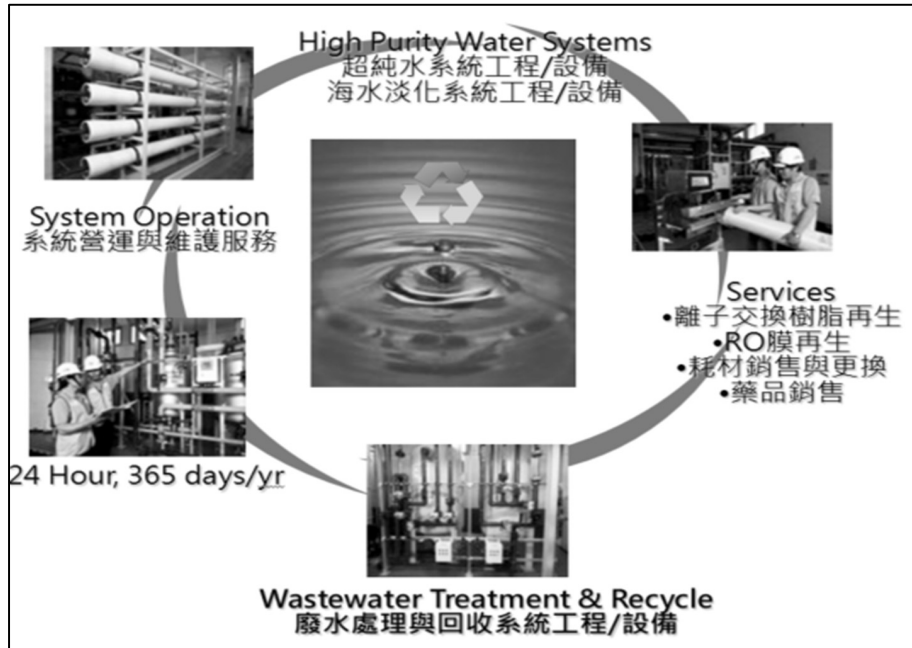 High Purity Water Systems
超純水系統工程/設備
海水淡化系統工程/設備
System Operation
系統營運與維護服務
Services
•離子交換樹脂再生
•RO膜再生
•耗材銷售與更換
•藥品銷售
24 Hour, 365 days/yr
Wastewater Treatment & Recycle
廢水處理與回收系統工程/設備